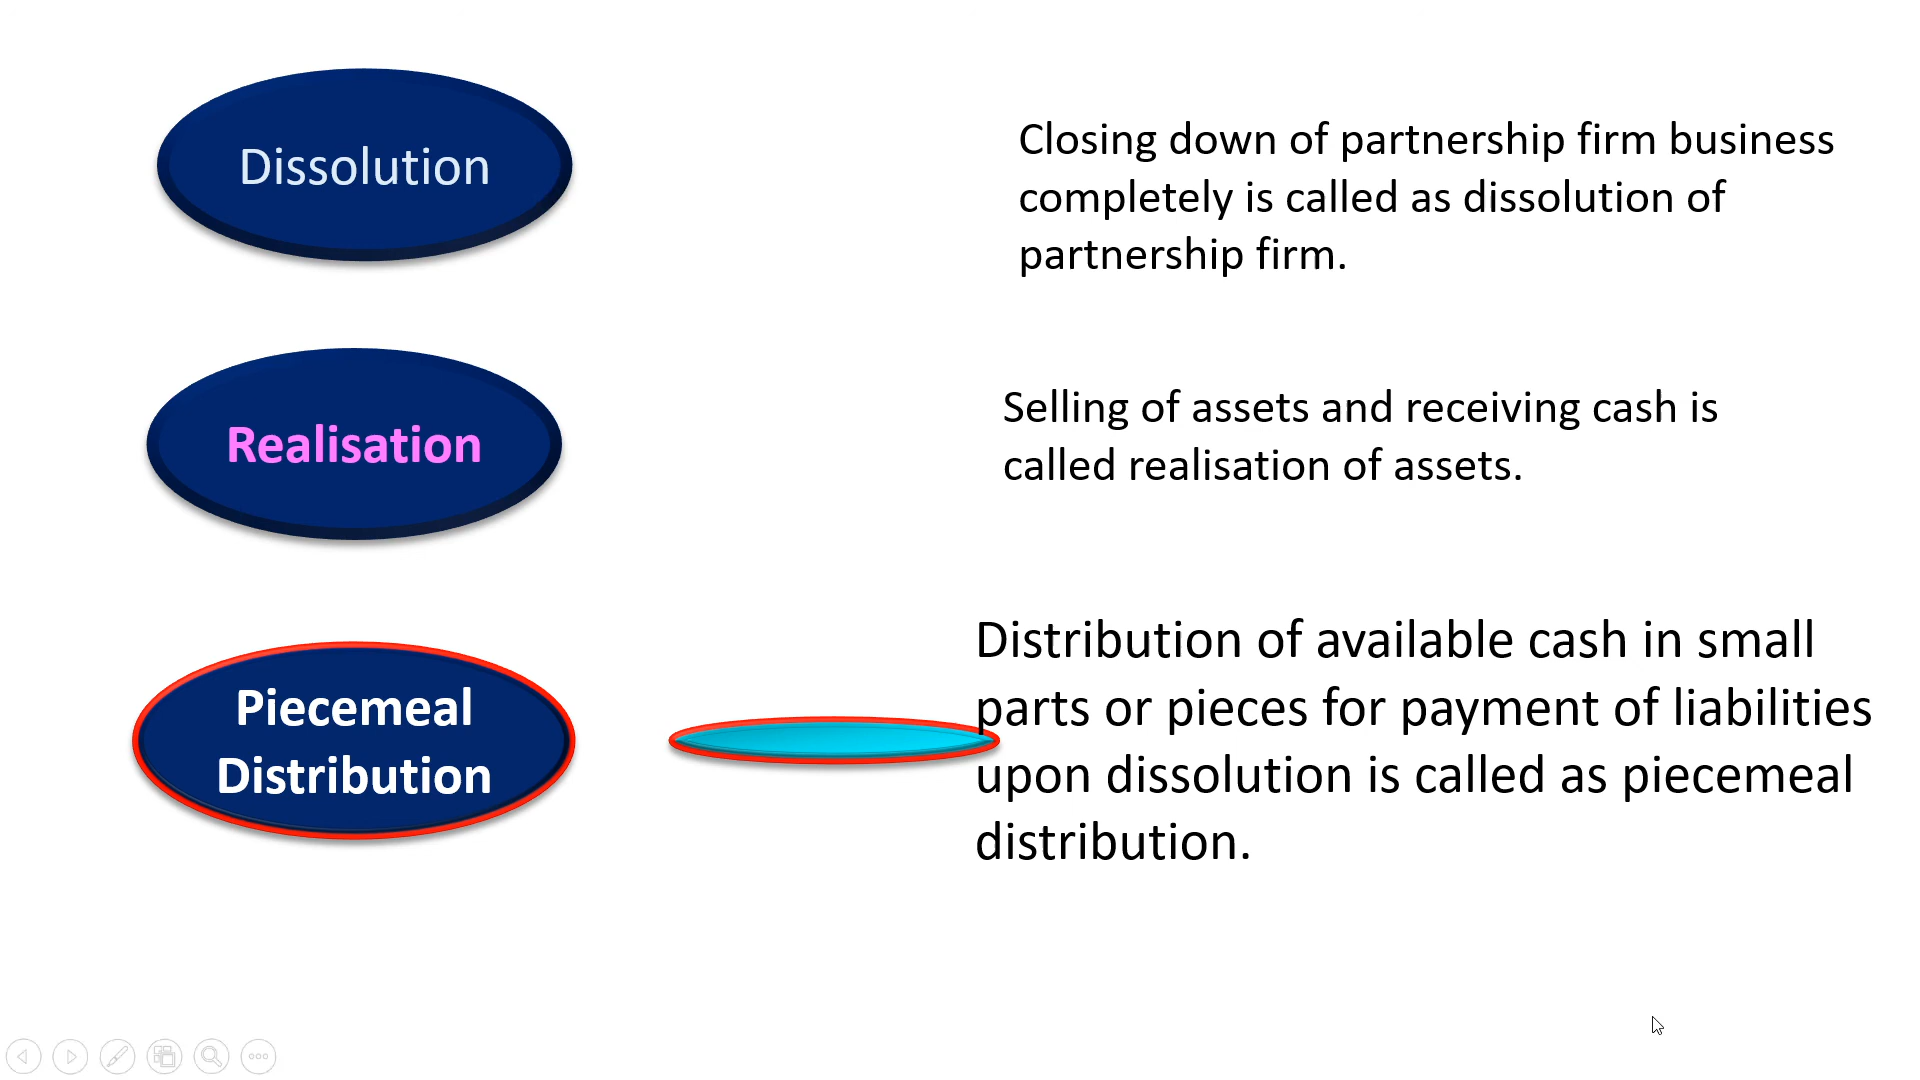 Dissolution
Closing down of partnership firm business
completely is called as dissolution of
partnership firm.
Realisation
Selling of assets and receiving cash is
called realisation of assets.
Piecemeal
Distribution
Distribution of available cash in small
parts or pieces for payment of liabilities
upon dissolution is called as piecemeal
distribution.